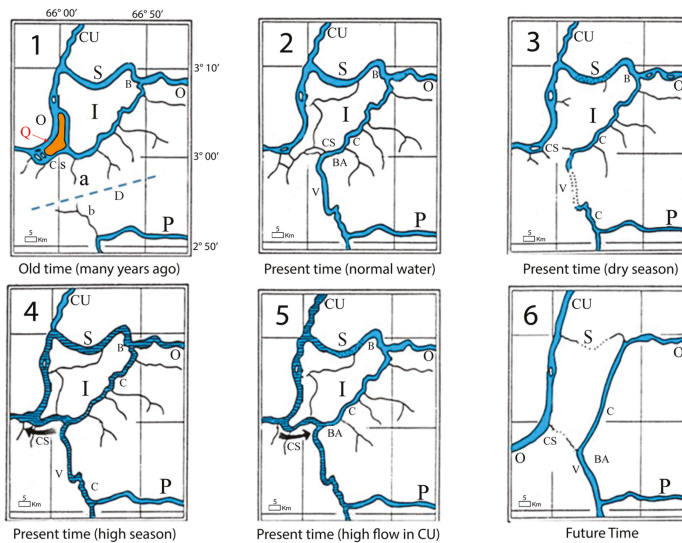 66° 00' 66° 50'
1
CU
3° 10'
S
B
O
I
O
Q
3° 00'
C s
a
D
b
P
5
Km
2° 50'
Old time (many years ago)
2
CU
S
B
O
I
CS
C
BA
V
P
5
Km
Present time (normal water)
3
CU
S
B
O
I
CS
C
V
C
P
5
Km
Present time (dry season)
4
CU
S
B
O
I
C
CS
V
C
P
5
Km
Present time (high season)
5
CU
S
B
O
I
C
CS
BA
V
P
5
Km
Present time (high flow in CU)
6
CU
S
O
C
CS
O
V
BA
P
5
Km
Future Time